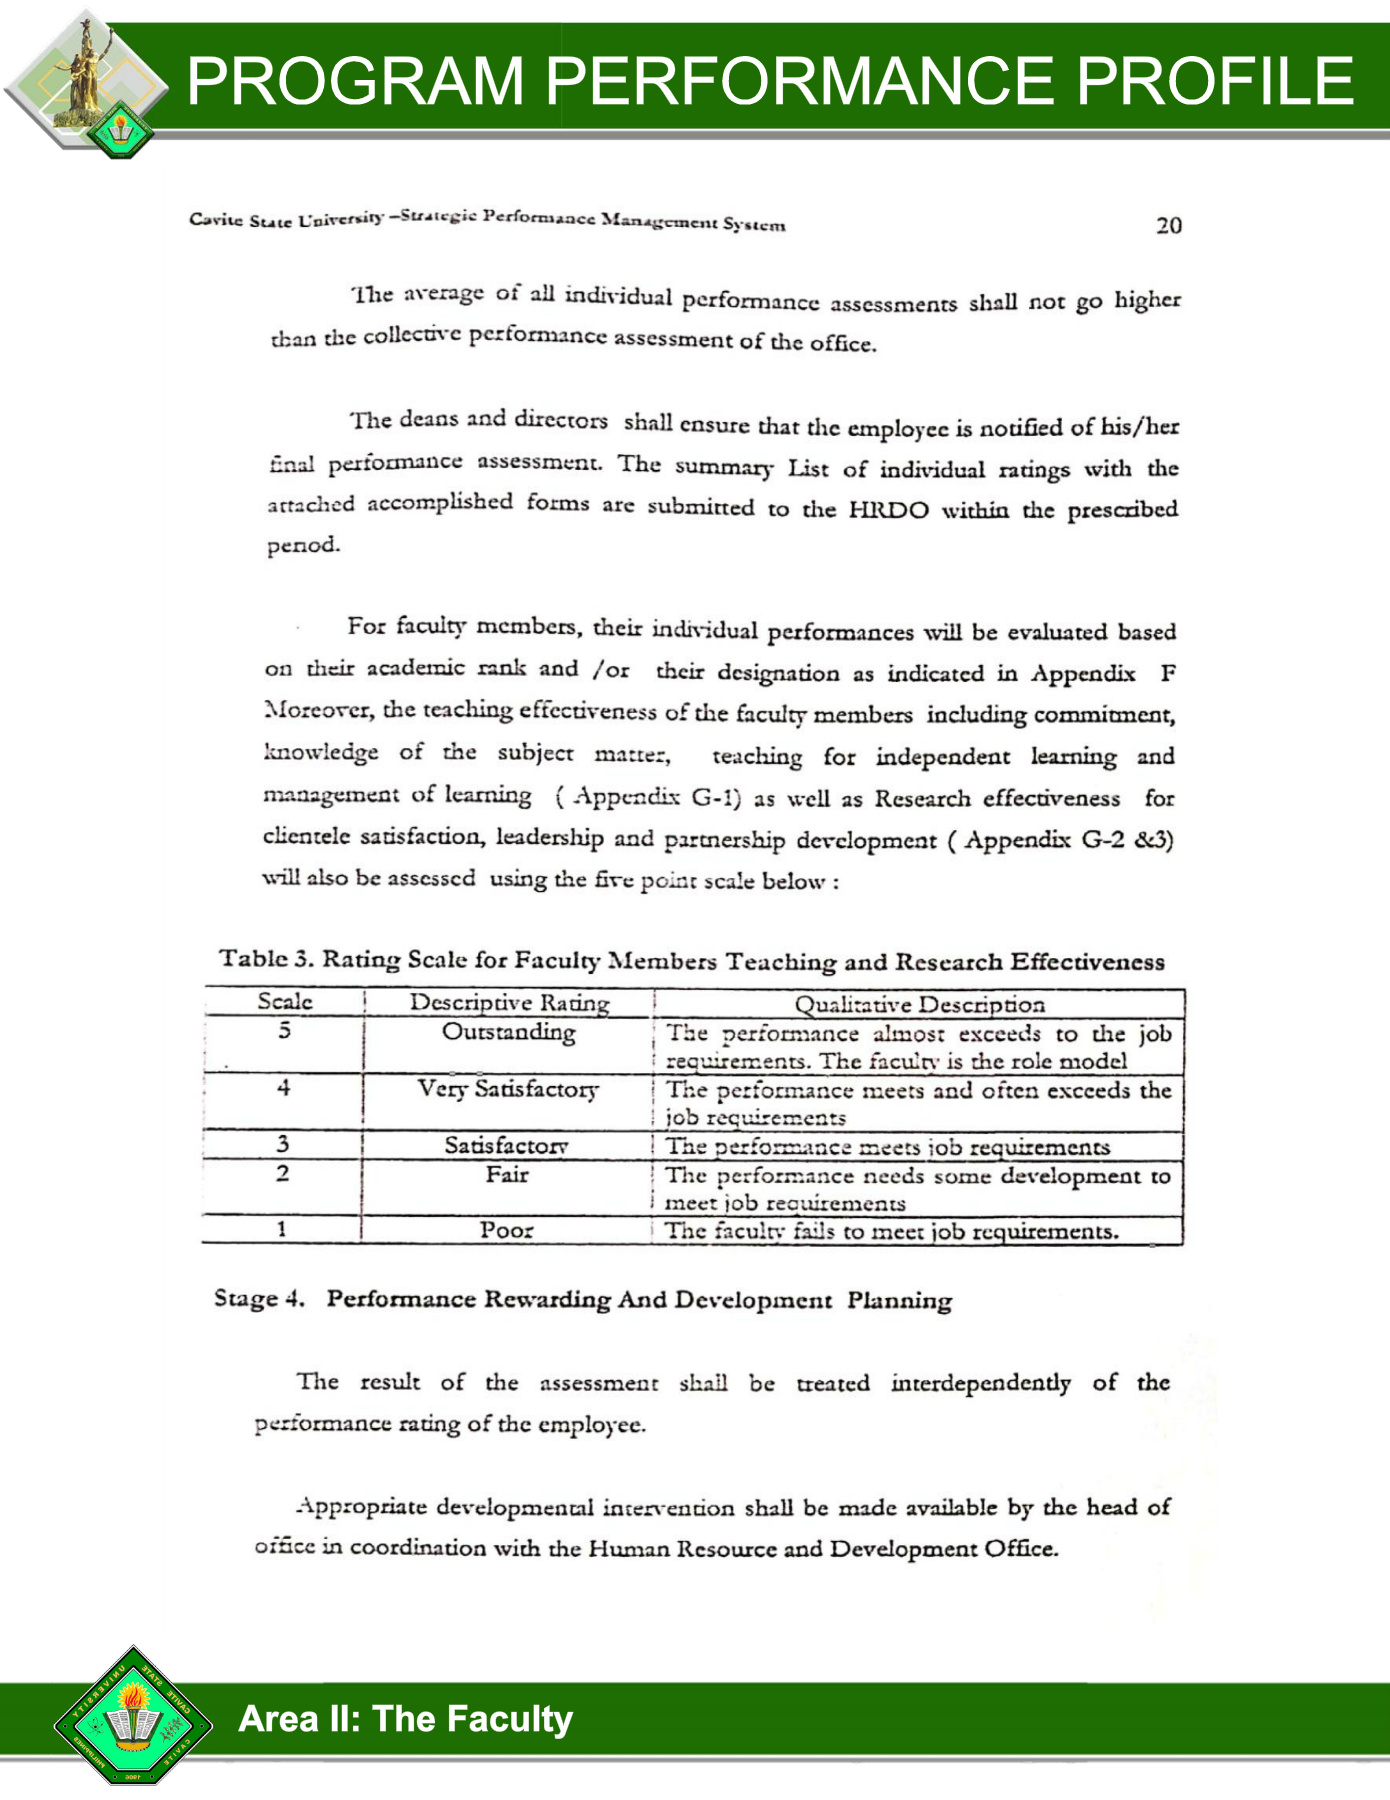 PROGRAM PERFORMANCE PROFILE
Cavite State University –Strategic Performance Management System 20
The average of all individual performance assessments shall not go higher
than the collective performance assessment of the office.
The deans and directors shall ensure that the employee is notified of his/her
final performance assessment. The summary List of individual ratings with the
attached accomplished forms are submitted to the HRDO within the prescribed
period.
For faculty members, their individual performances will be evaluated based
on their academic rank and /or their designation as indicated in Appendix F
Moreover, the teaching effectiveness of the faculty members including commitment,
knowledge of the subject matter, teaching for independent learning and
management of learning ( Appendix G-1) as well as Research effectiveness for
clientele satisfaction, leadership and partnership development ( Appendix G-2 &3)
will also be assessed using the five point scale below :
Table 3. Rating Scale for Faculty Members Teaching and Research Effectiveness
Scale Descriptive Rating Qualitative Description
5 Outstanding The performance almost exceeds to the job
requirements. The faculty is the role model
4 Very Satisfactory The performance meets and often exceeds the
job requirements
3 Satisfactory The performance meets job requirements
2 Fair The performance needs some development to
meet job requirements
1 Poor The faculty fails to meet job requirements.
Stage 4. Performance Rewarding And Development Planning
The result of the assessment shall be treated interdependently of the
performance rating of the employee.
Appropriate developmental intervention shall be made available by the head of
office in coordination with the Human Resource and Development Office.
CAVITE STATE UNIVERSITY
CAVITE
PHILIPPINES
1906
Area II: The Faculty